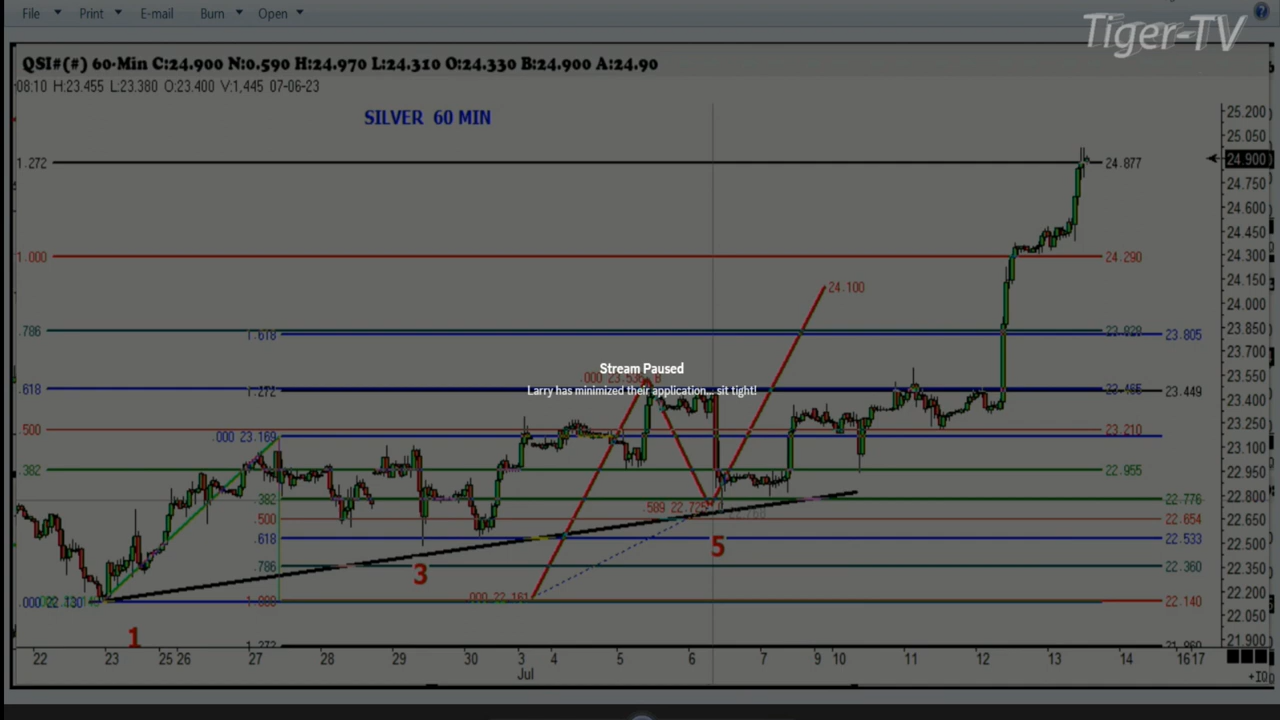 File Print E-mail Burn Open
Tiger-TV
QSI#(#) 60-Min C:24.900 N:0.590 H:24.970 L:24.310 O:24.330 B:24.900 A:24.90
08:10 H:23.455 L:23.380 O:23.400 V:1,445 07-06-23
SILVER 60 MIN
25.200
25.050
1.272 24.877 24.900
24.750
24.600
24.450
1.000 24.290 24.300
24.150
24.100
24.000
.786 1.618 23.828 23.805 23.850
23.700
Stream Paused
.000 B 23.550
Larry has minimized their application... sit tight!
.618 1.272 23.449
23.400
500 23.210 23.250
.000 23.169
23.100
.382 22.955 22.950
.382 22.776 22.800
.589
.500 22.654 22.650
.618 22.533 22.500
5
3
.786 22.360 22.350
22.200
.000 22.130 .000 22.161 22.140
22.050
1
1.272 21.900
22 23 25 26 27 28 29 30 3 4 5 6 7 9 10 11 12 13 14 16 17
Jul